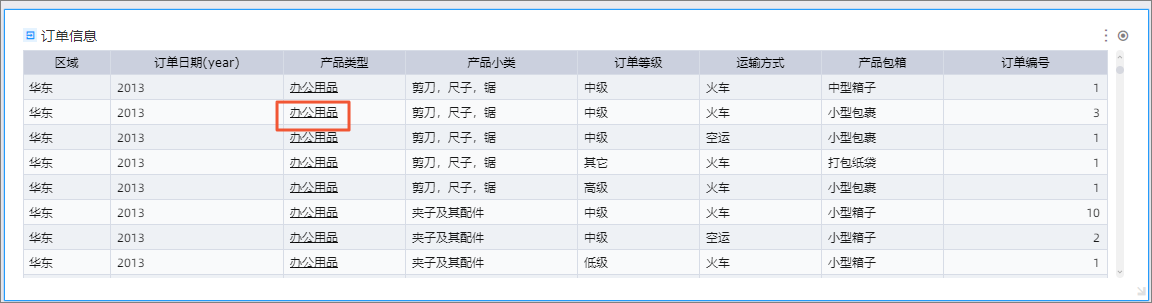 订单信息
区域 订单日期(year) 产品类型 产品小类 订单等级 运输方式 产品包箱 订单编号
华东 2013 办公用品 剪刀，尺子，锯 中级 火车 中型箱子 1
华东 2013 办公用品 剪刀，尺子，锯 中级 火车 小型包裹 3
华东 2013 办公用品 剪刀，尺子，锯 中级 空运 小型包裹 1
华东 2013 办公用品 剪刀，尺子，锯 其它 火车 打包纸袋 1
华东 2013 办公用品 剪刀，尺子，锯 高级 火车 小型包裹 1
华东 2013 办公用品 夹子及其配件 中级 火车 小型箱子 10
华东 2013 办公用品 夹子及其配件 中级 空运 小型箱子 2
华东 2013 办公用品 夹子及其配件 低级 火车 小型箱子 1